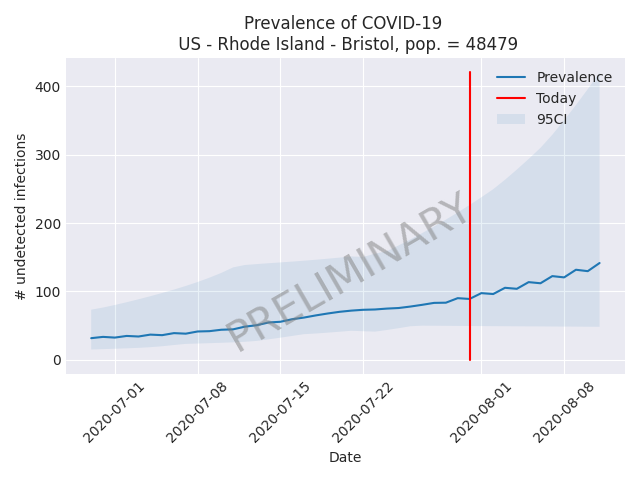 Prevalence of COVID-19
US - Rhode Island - Bristol, pop. = 48479
Prevalence
Today
95CI
# undetected infections
400
300
200
100
0
PRELIMINARY
2020-07-01
2020-07-08
2020-07-15
2020-07-22
2020-08-01
2020-08-08
Date